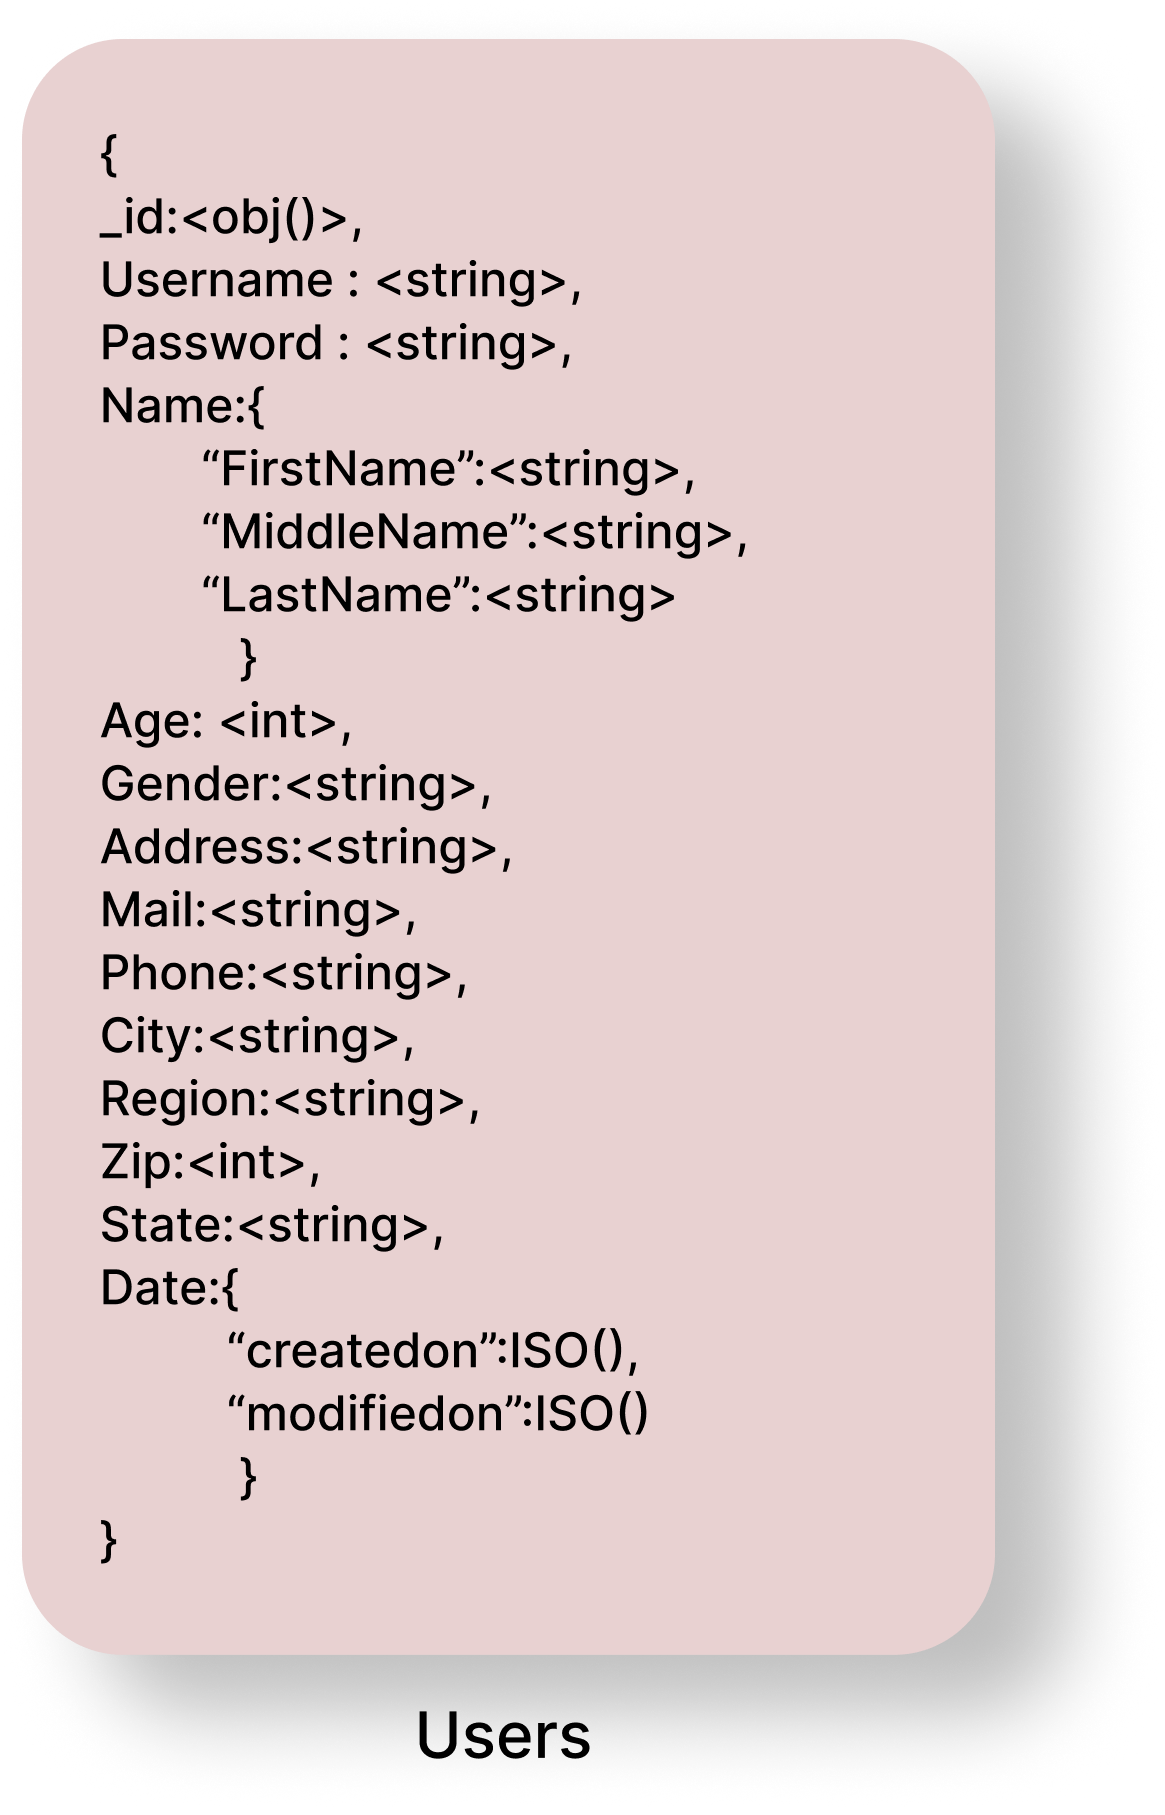 {
_id:<obj()>,
Username : <string>,
Password : <string>,
Name:{
“FirstName”:<string>,
“MiddleName”:<string>,
“LastName”:<string>
}
Age: <int>,
Gender:<string>,
Address:<string>,
Mail:<string>,
Phone:<string>,
City:<string>,
Region:<string>,
Zip:<int>,
State:<string>,
Date:{
“createdon”:ISO(),
“modifiedon”:ISO()
}
}
Users